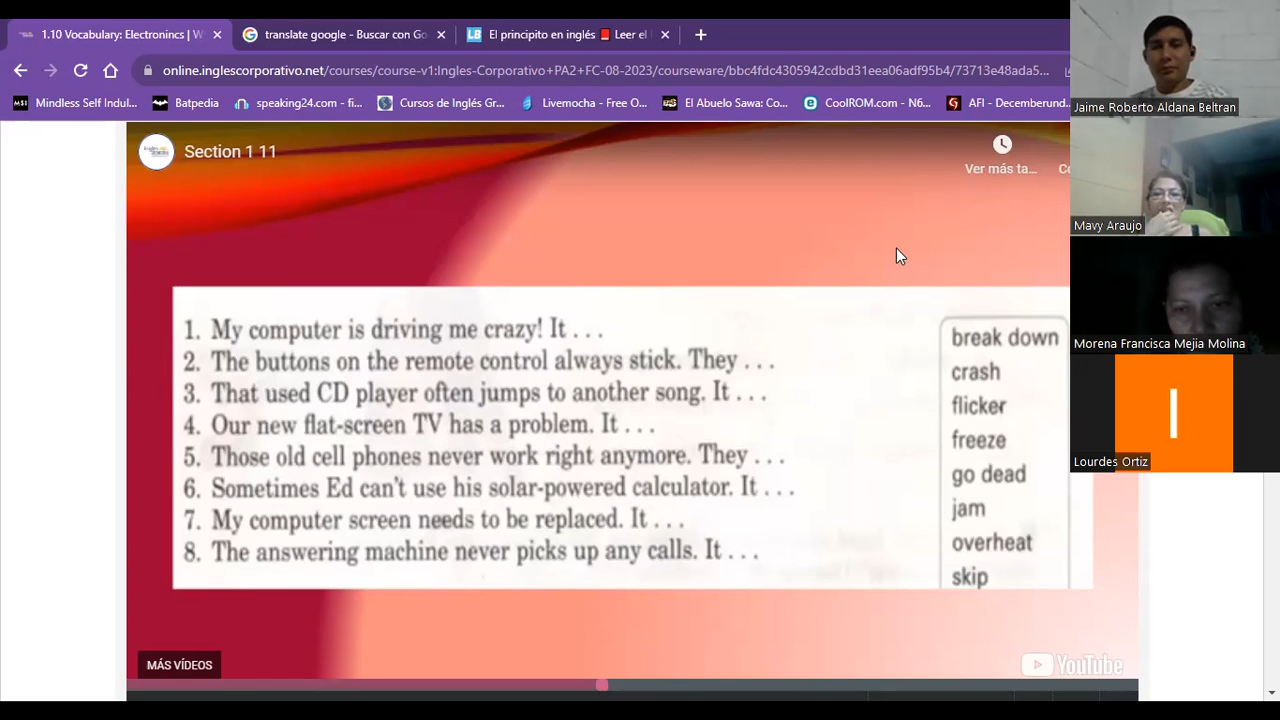 1.10 Vocabulary: Electronincs | W
translate google - Buscar con Go
El principito en inglés 📕 Leer el
online.inglescorporativo.net/courses/course-v1:Ingles-Corporativo+PA2+FC-08-2023/courseware/bbc4fdc4305942cdbd31eea06adf95b4/73713e48ada5...
Mindless Self Indul...
Batpedia
speaking24.com - fi...
Cursos de Inglés Gr...
Livemocha - Free O...
El Abuelo Sawa: Co...
CoolROM.com - N6...
AFI - Decemberund...
Section 1 11
Ver más ta...
1. My computer is driving me crazy! It . . .
2. The buttons on the remote control always stick. They . . .
3. That used CD player often jumps to another song. It . . .
4. Our new flat-screen TV has a problem. It . . .
5. Those old cell phones never work right anymore. They . . .
6. Sometimes Ed can't use his solar-powered calculator. It . . .
7. My computer screen needs to be replaced. It . . .
8. The answering machine never picks up any calls. It . . .
break down
crash
flicker
freeze
go dead
jam
overheat
skip
MÁS VÍDEOS
YouTube
Jaime Roberto Aldana Beltran
Mavy Araujo
Morena Francisca Mejia Molina
I
Lourdes Ortiz